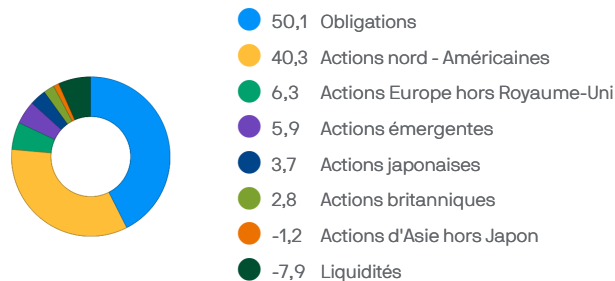 50,1 Obligations
40,3 Actions nord - Américaines
6,3 Actions Europe hors Royaume-Uni
5,9 Actions émergentes
3,7 Actions japonaises
2,8 Actions britanniques
-1,2 Actions d'Asie hors Japon
-7,9 Liquidités